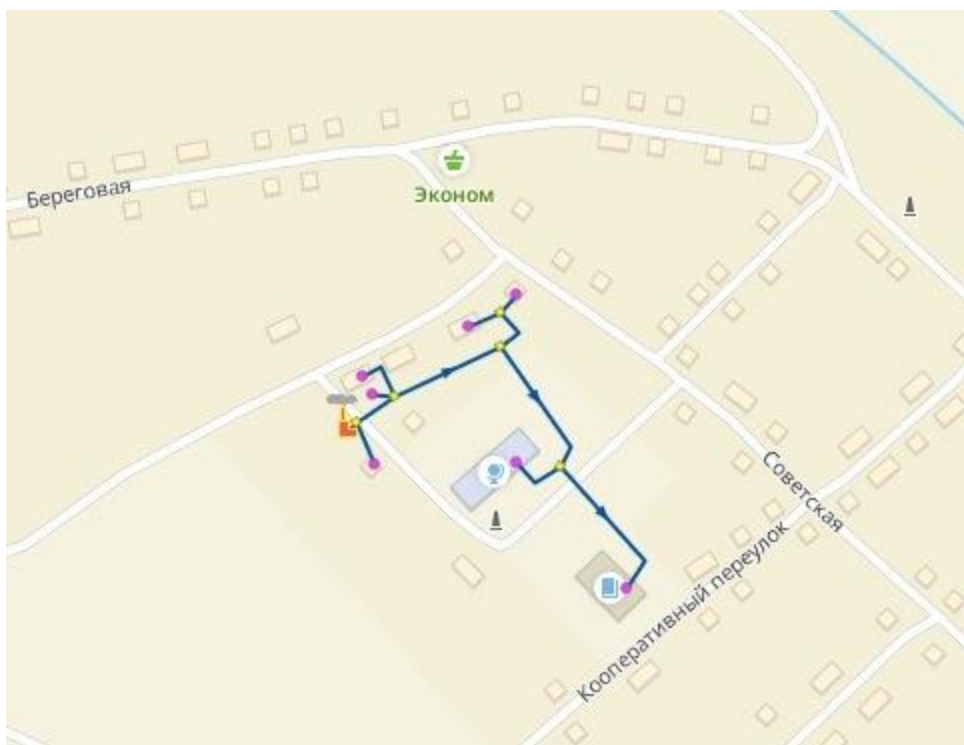 Береговая
Эконом
Советская
Кооперативный переулок